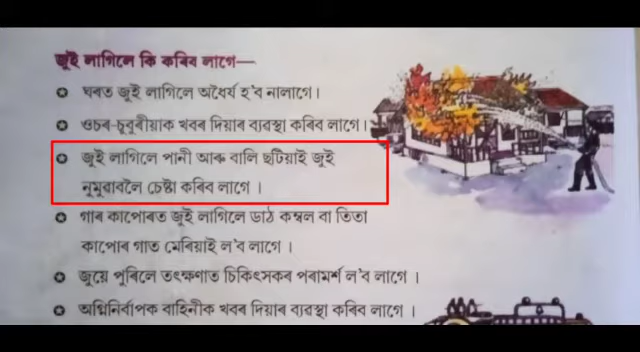 জুই লাগিলে কি কৰিব লাগে—
ঘৰত জুই লাগিলে অধৈৰ্য হ'ব নালাগে।
ওচৰ-চুবুৰীয়াক খবৰ দিয়াৰ ব্যৱস্থা কৰিব লাগে।
জুই লাগিলে পানী আৰু বালি ছটিয়াই জুই
নুমুৱাবলৈ চেষ্টা কৰিব লাগে ।
গাৰ কাপোৰত জুই লাগিলে ডাঠ কম্বল বা তিতা
কাপোৰ গাত মেৰিয়াই ল'ব লাগে ।
জুয়ে পুৰিলে তৎক্ষণাত চিকিৎসকৰ পৰামৰ্শ ল'ব লাগে ।
অগ্নিনিৰ্বাপক বাহিনীক খবৰ দিয়াৰ ব্যৱস্থা কৰিব লাগে ।